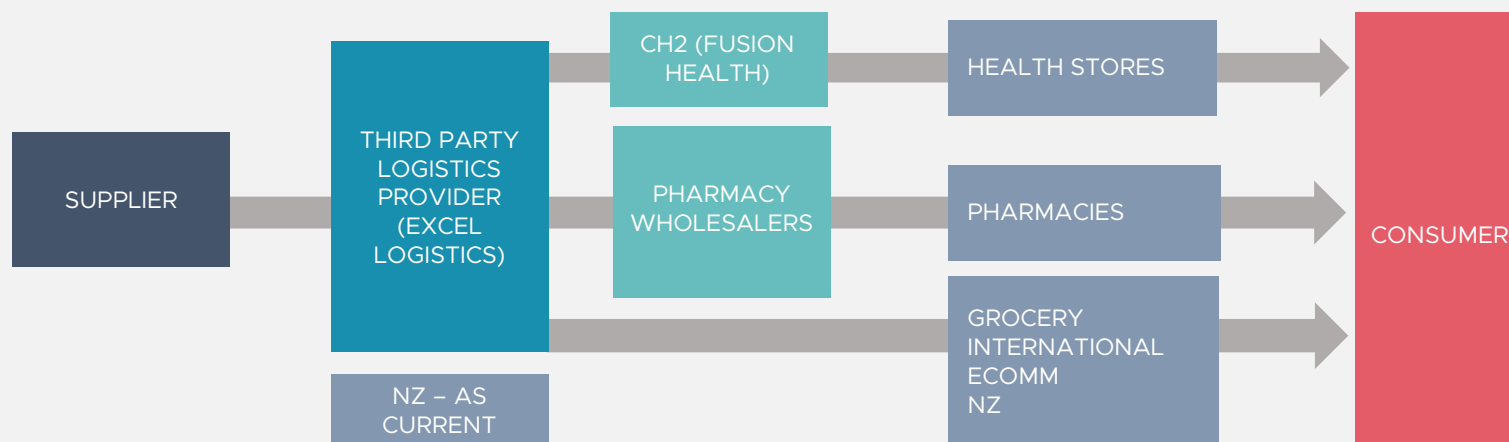 SUPPLIER
THIRD PARTY
LOGISTICS
PROVIDER
(EXCEL
LOGISTICS)
NZ – AS
CURRENT
CH2 (FUSION
HEALTH)
PHARMACY
WHOLESALERS
HEALTH STORES
PHARMACIES
GROCERY
INTERNATIONAL
ECOMM
NZ
CONSUMER